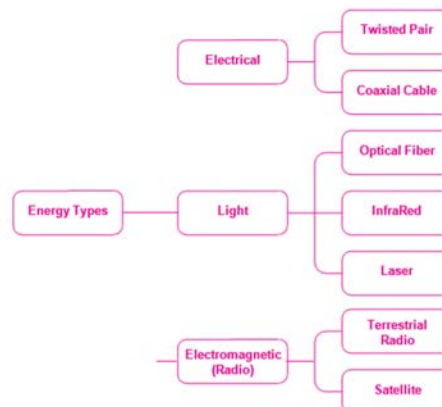 Twisted Pair
Electrical
Coaxial Cable
Optical Fiber
Energy Types
Light
InfraRed
Laser
Terrestrial
Radio
Electromagnetic
(Radio)
Satellite